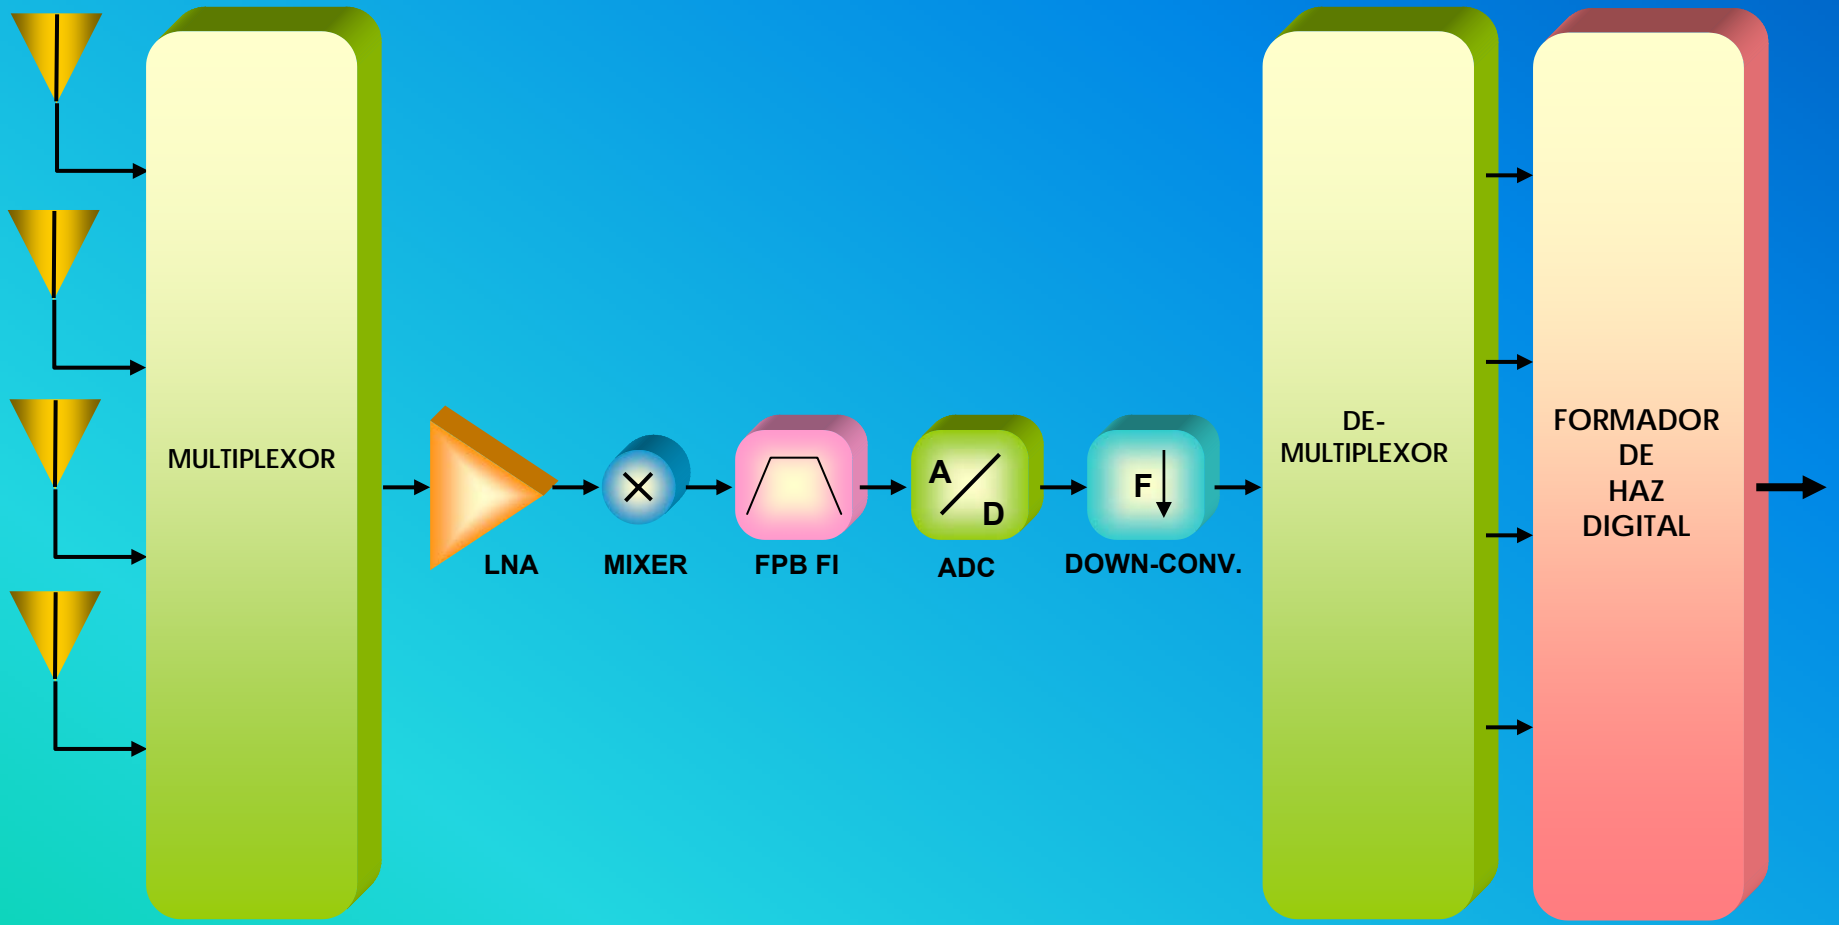 MULTIPLEXOR
LNA
MIXER
FPB FI
A
D
ADC
F
DOWN-CONV.
DE-
MULTIPLEXOR
FORMADOR
DE
HAZ
DIGITAL